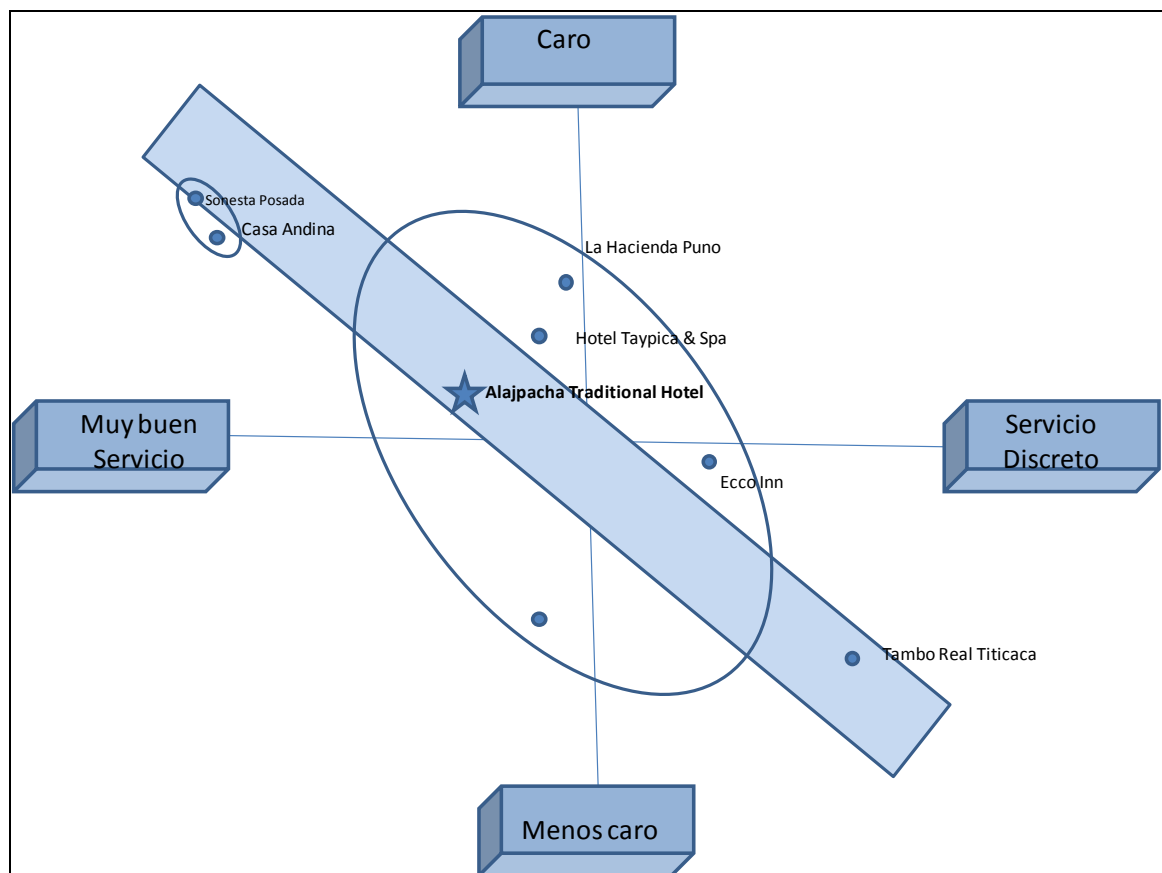 Caro
Sonesta Posada
Casa Andina
La Hacienda Puno
Hotel Taypica & Spa
Alajpacha Traditional Hotel
Muy buen
Servicio
Servicio
Discreto
Ecco Inn
Tambo Real Titicaca
Menos caro